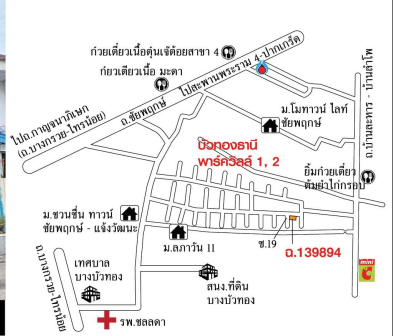 ก๋วยเตี๋ยวเนื้อตุ๋นเจ้ต้อยสาขา 4
ก๋ยวเตียวเนื้อ มะดา
ไปสะพานพระราม 4-ปากเกร็ด
ถ.ชัยพฤกษ์
ไปถ.กาญจนาภิเษก
(ถ.บางกรวย-ไทรน้อย)
ม.โมทาวน์ ไลท์
ชัยพฤกษ์
ถ.บ้านละหาร - บ้านลำโพ
บัวทองธานี
พาร์ควิลล์ 1, 2
ยิ้มก๋วยเตี๋ยว
ต้มยำไก่กรอบ
ม.ชวนชื่น ทาวน์
ชัยพฤกษ์ - แจ้งวัฒนะ
ม.ลภาวัน 11
ซ.19
ฉ.139894
mini
C
ถ.บางกรวย-ไทรน้อย
เทศบาล
บางบัวทอง
สนง.ที่ดิน
บางบัวทอง
รพ.ชลลดา